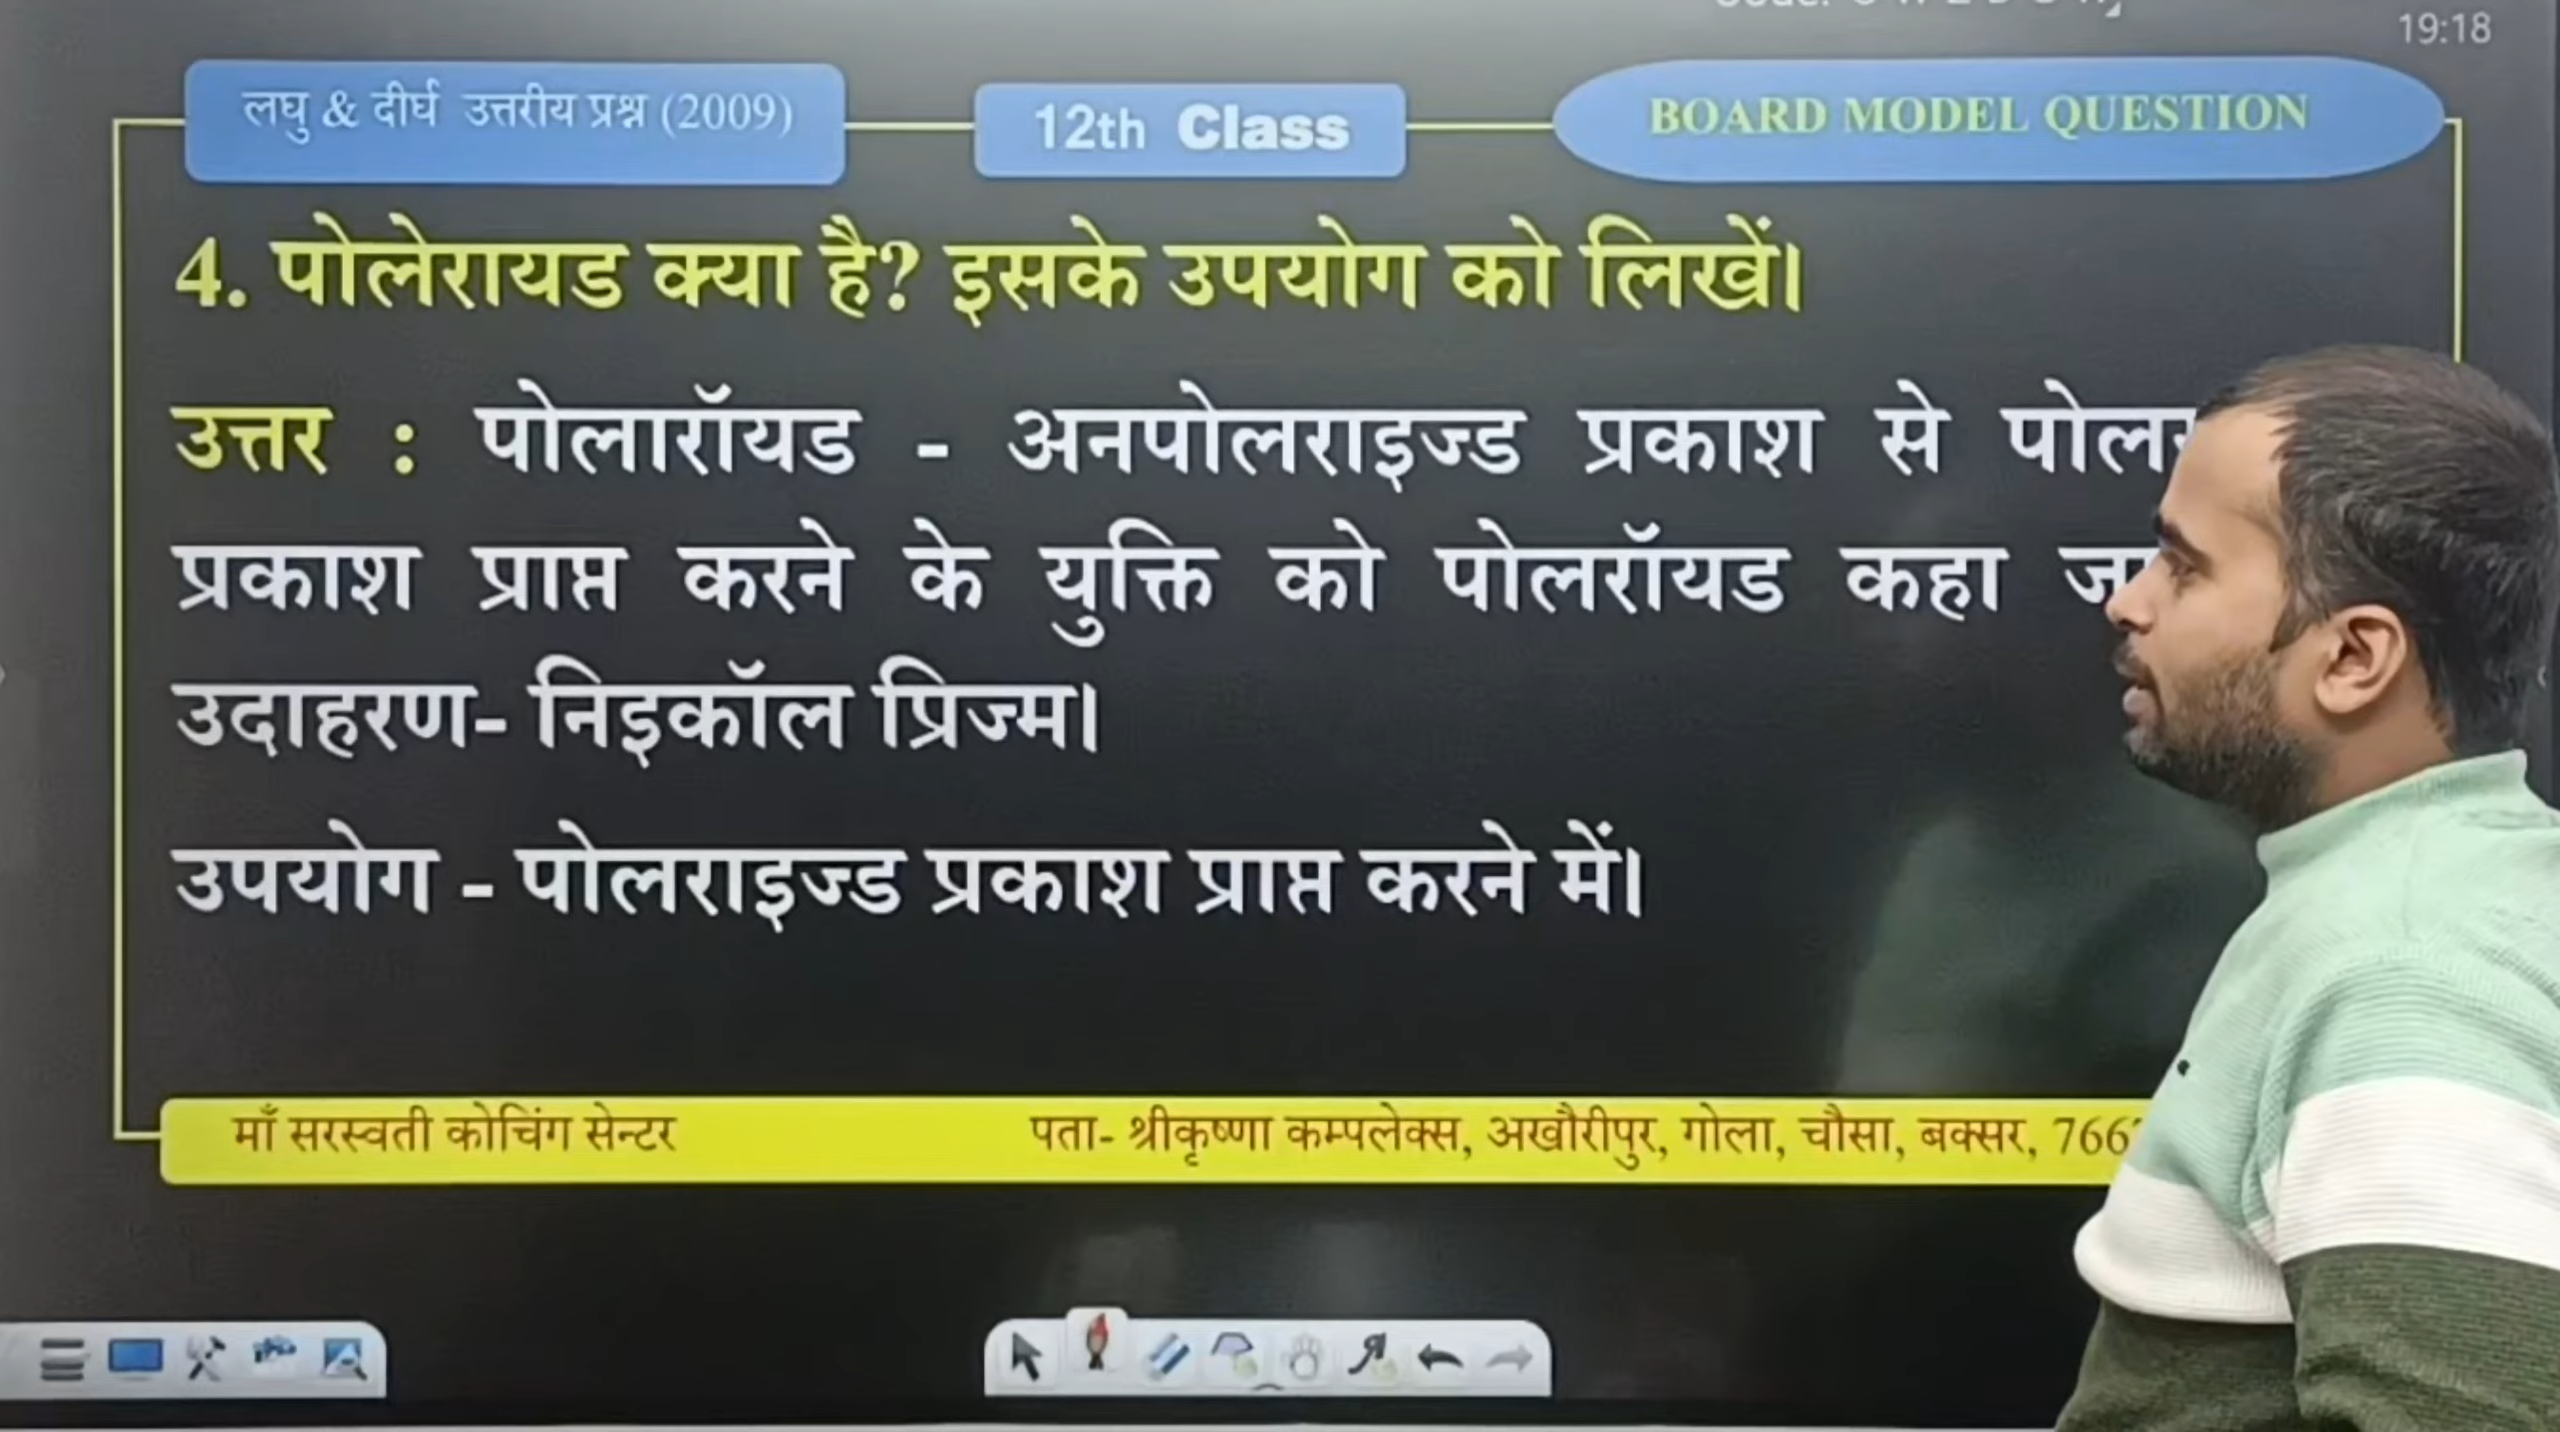 19:18
लघु & दीर्घ उत्तरीय प्रश्न (2009)
12th Class
BOARD MODEL QUESTION
4. पोलेरायड क्या है? इसके उपयोग को लिखें।
उत्तर : पोलारॉयड - अनपोलराइज्ड प्रकाश से
प्रकाश प्राप्त करने के युक्ति को पोलरॉयड कहा
उदाहरण- निइकॉल प्रिज्म।
उपयोग - पोलराइज्ड प्रकाश प्राप्त करने में।
माँ सरस्वती कोचिंग सेन्टर
पता- श्रीकृष्णा कम्पलेक्स, अखौरीपुर, गोला, चौसा, बक्सर, 766